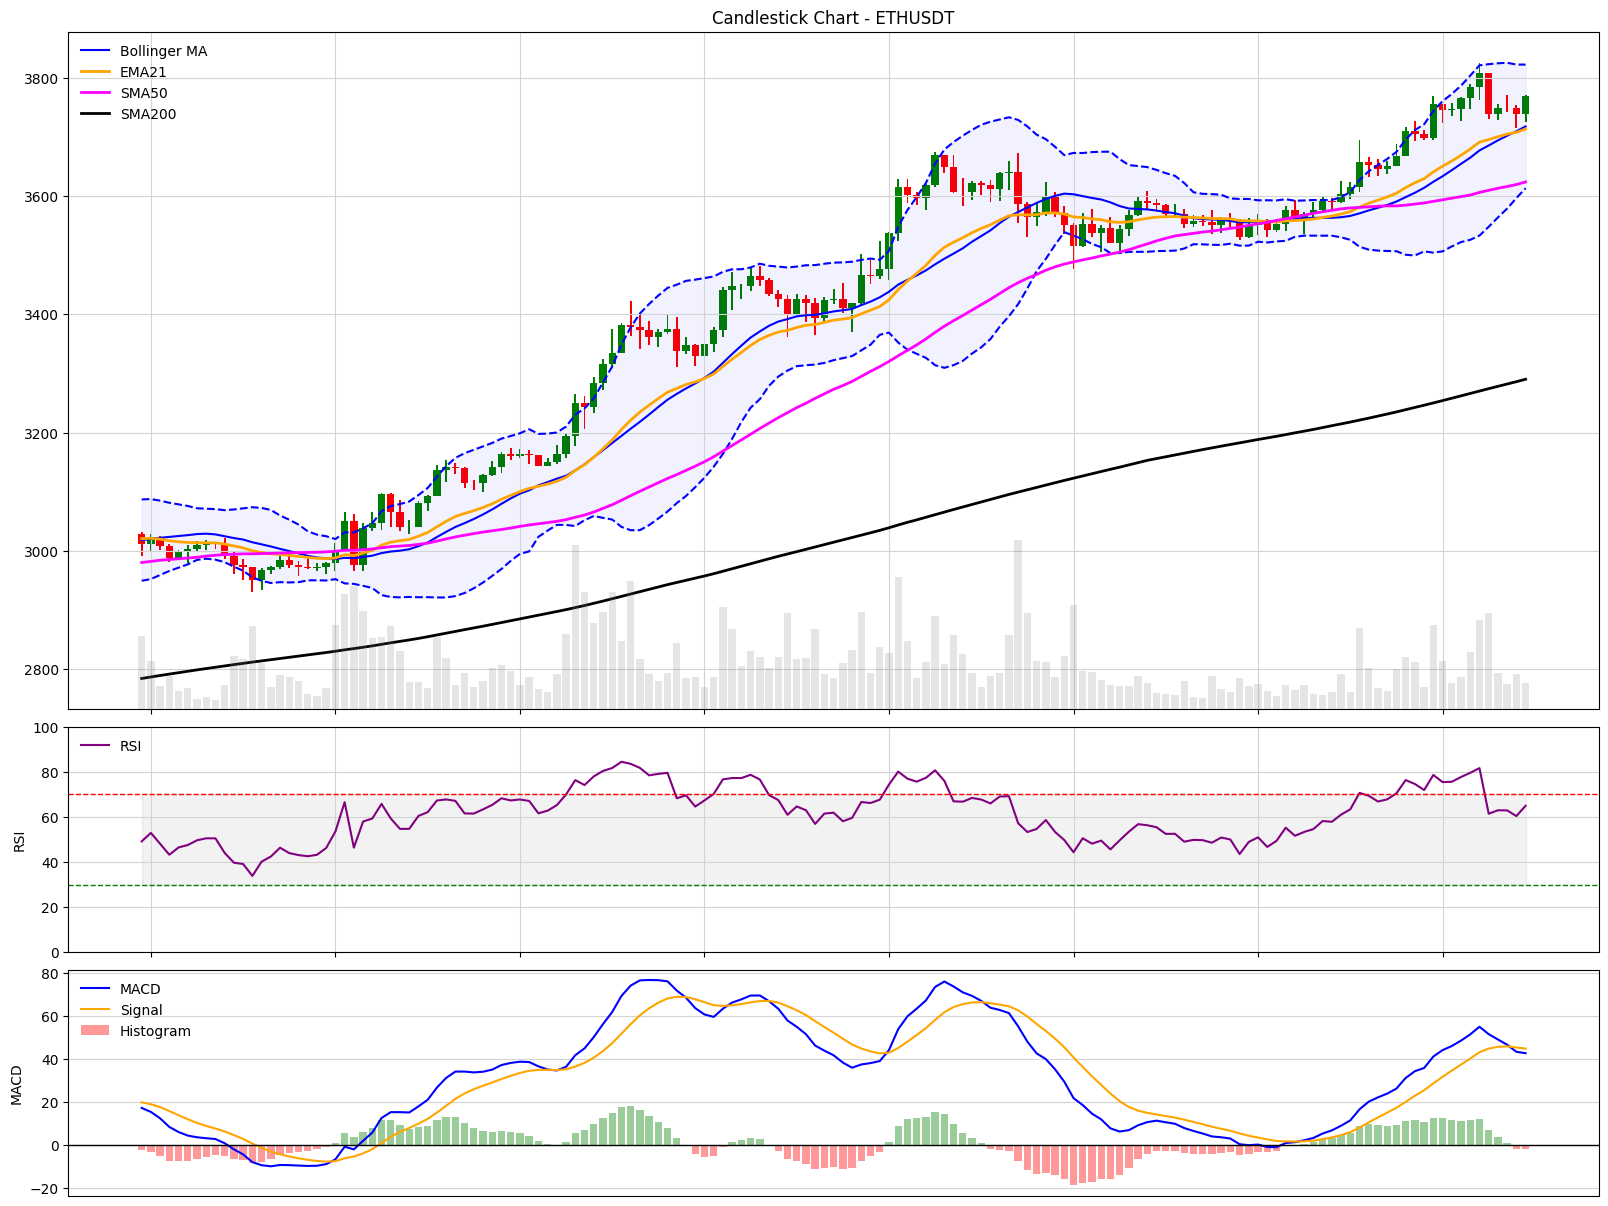 Candlestick Chart - ETHUSDT
Bollinger MA
EMA21
SMA50
SMA200
3800
3600
3400
3200
3000
2800
RSI
100
80
60
40
20
0
RSI
MACD
Signal
Histogram
80
60
40
20
0
−20
MACD